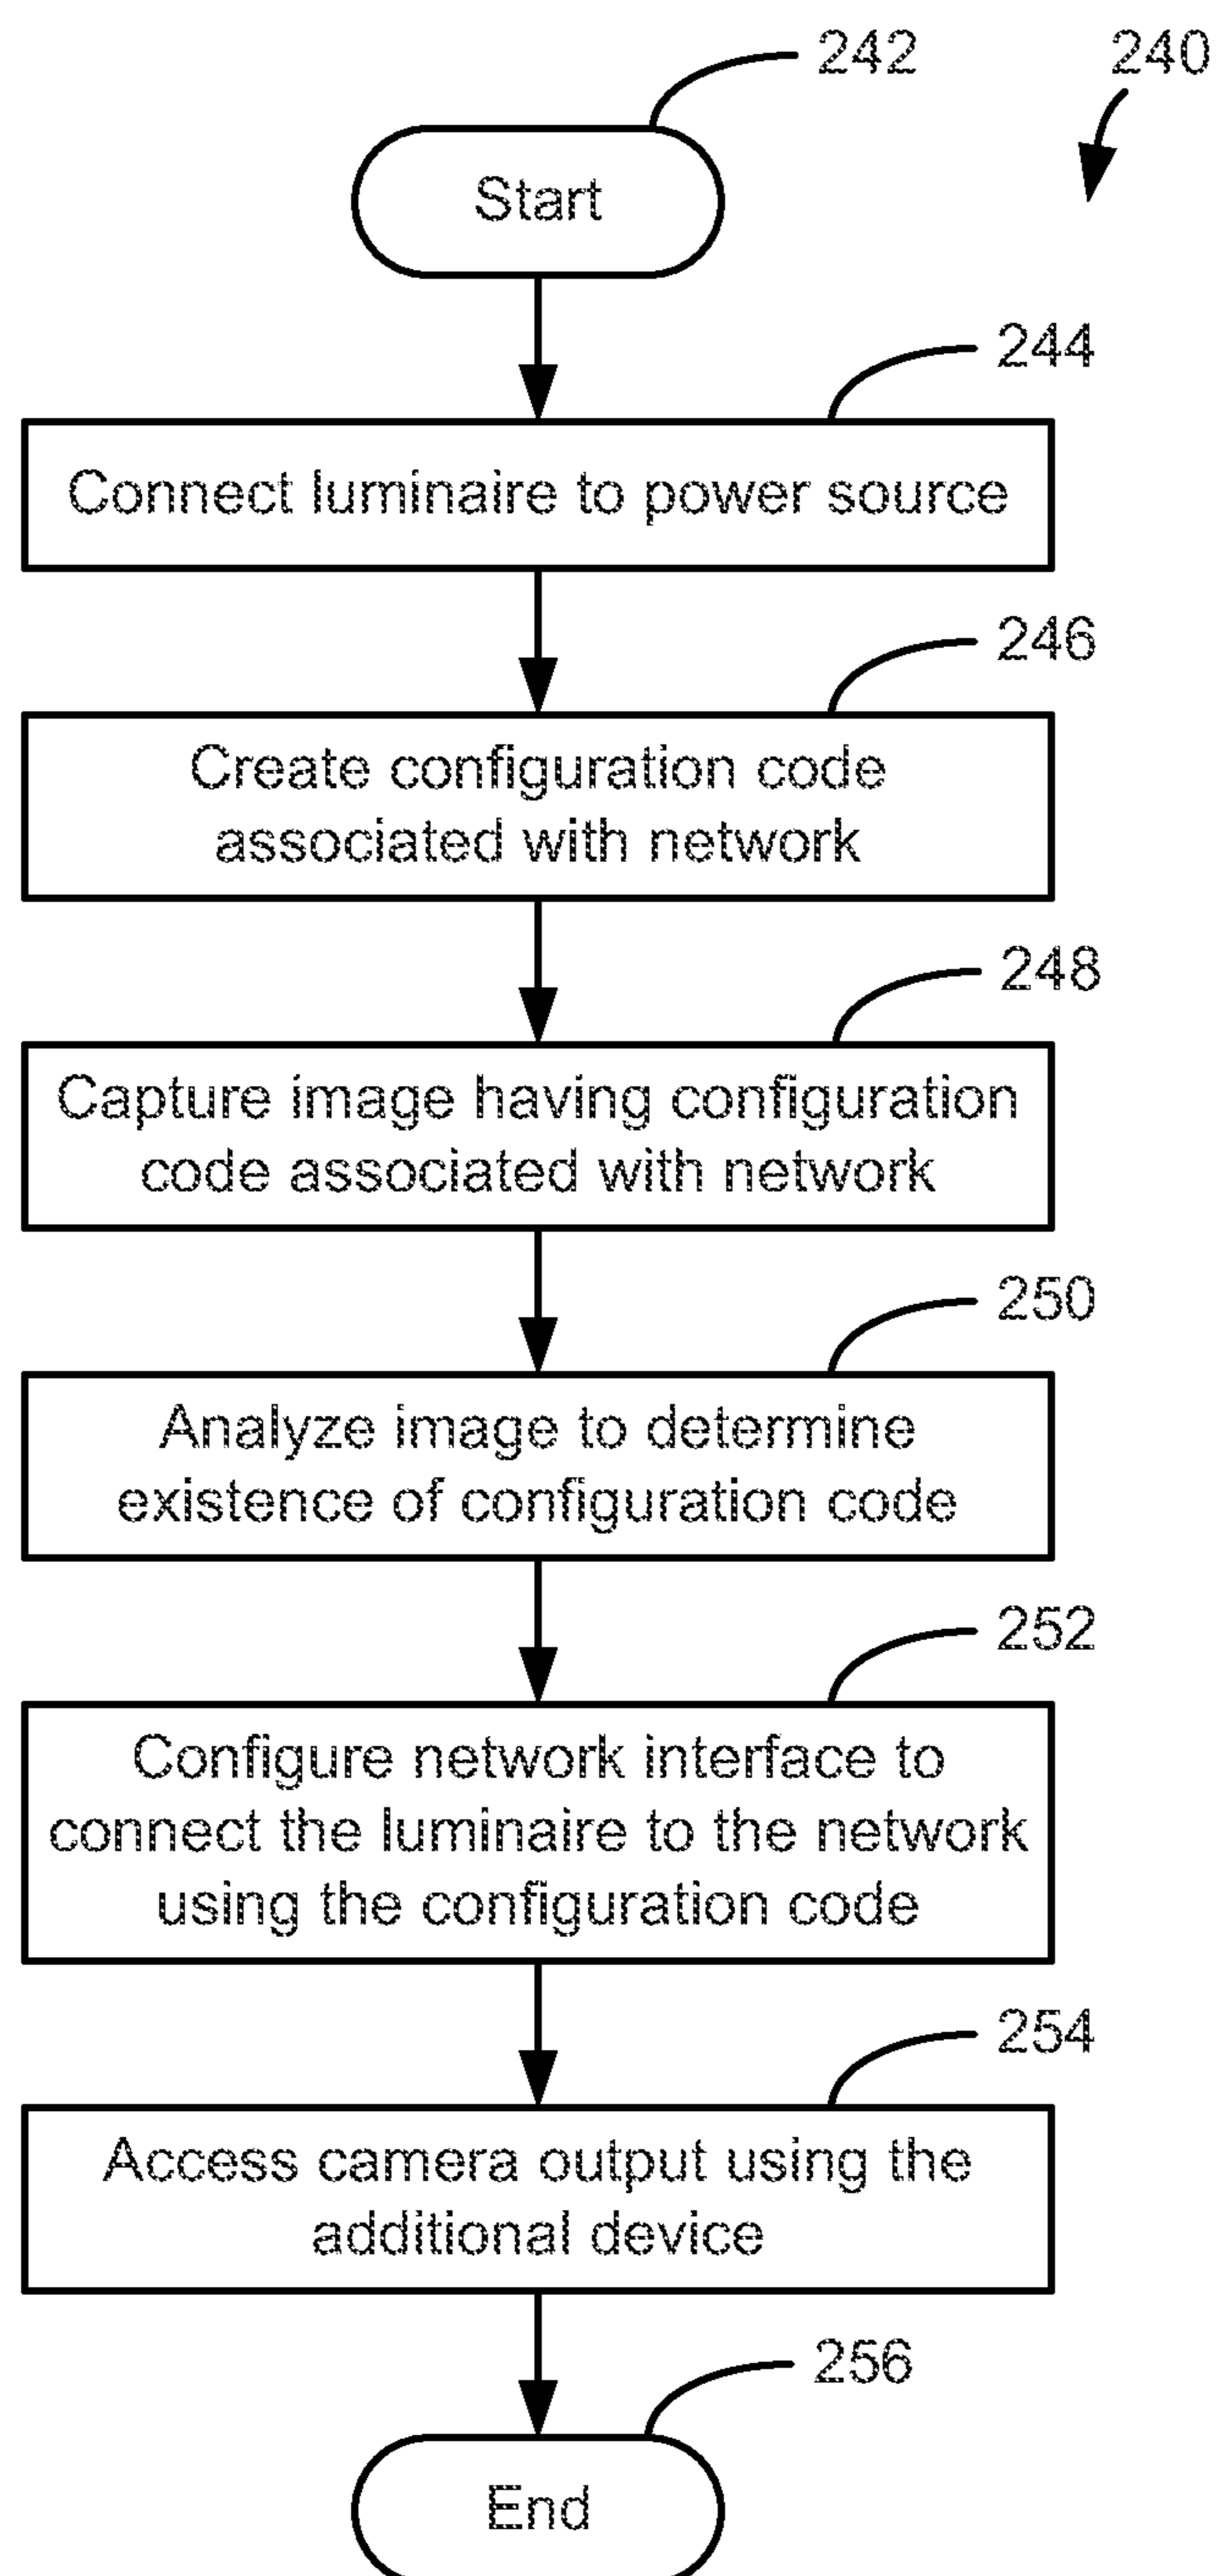 242
240
Start
244
Connect luminaire to power source
246
Create configuration code
associated with network
248
Capture image having configuration
code associated with network
250
Analyze image to determine
existence of configuration code
252
Configure network interface to
connect the luminaire to the network
using the configuration code
254
Access camera output using the
additional device
256
End